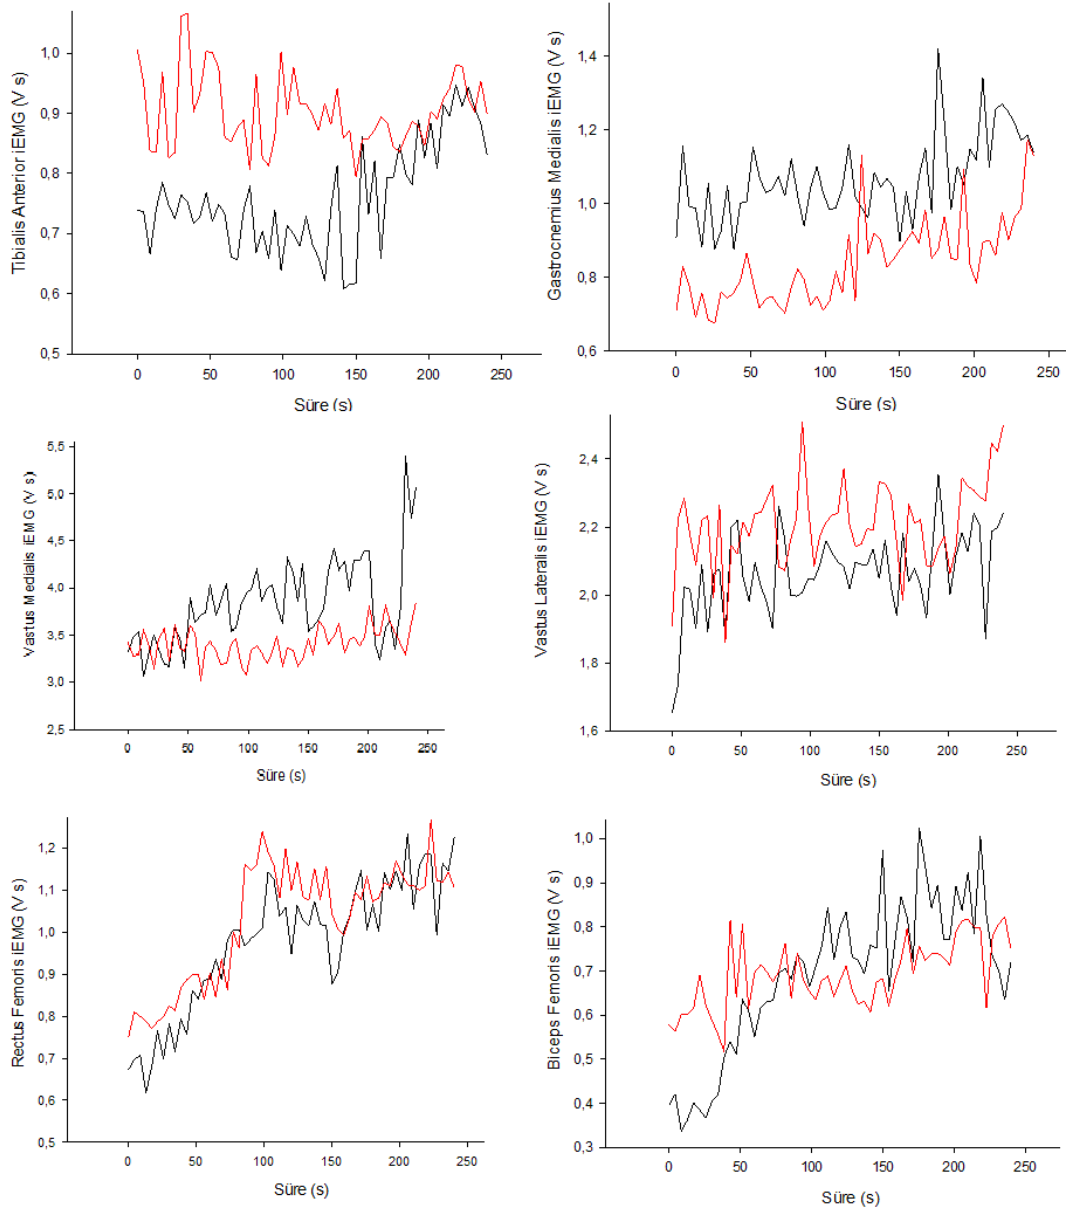 Tibialis Anterior iEMG (V s)
1,0
0,9
0,8
0,7
0,6
0,5
0 50 100 150 200 250
Süre (s)
Gastrocnemius Medialis iEMG (V s)
1,4
1,2
1,0
0,8
0,6
0 50 100 150 200 250
Süre (s)
Vastus Medialis iEMG (V s)
5,5
5,0
4,5
4,0
3,5
3,0
2,5
0 50 100 150 200 250
Süre (s)
Vastus Lateralis iEMG (V s)
2,4
2,2
2,0
1,8
1,6
0 50 100 150 200 250
Süre (s)
Rectus Femoris iEMG (V s)
1,2
1,1
1,0
0,9
0,8
0,7
0,6
0,5
0 50 100 150 200 250
Süre (s)
Biceps Femoris iEMG (V s)
1,0
0,9
0,8
0,7
0,6
0,5
0,4
0,3
0 50 100 150 200 250
Süre (s)